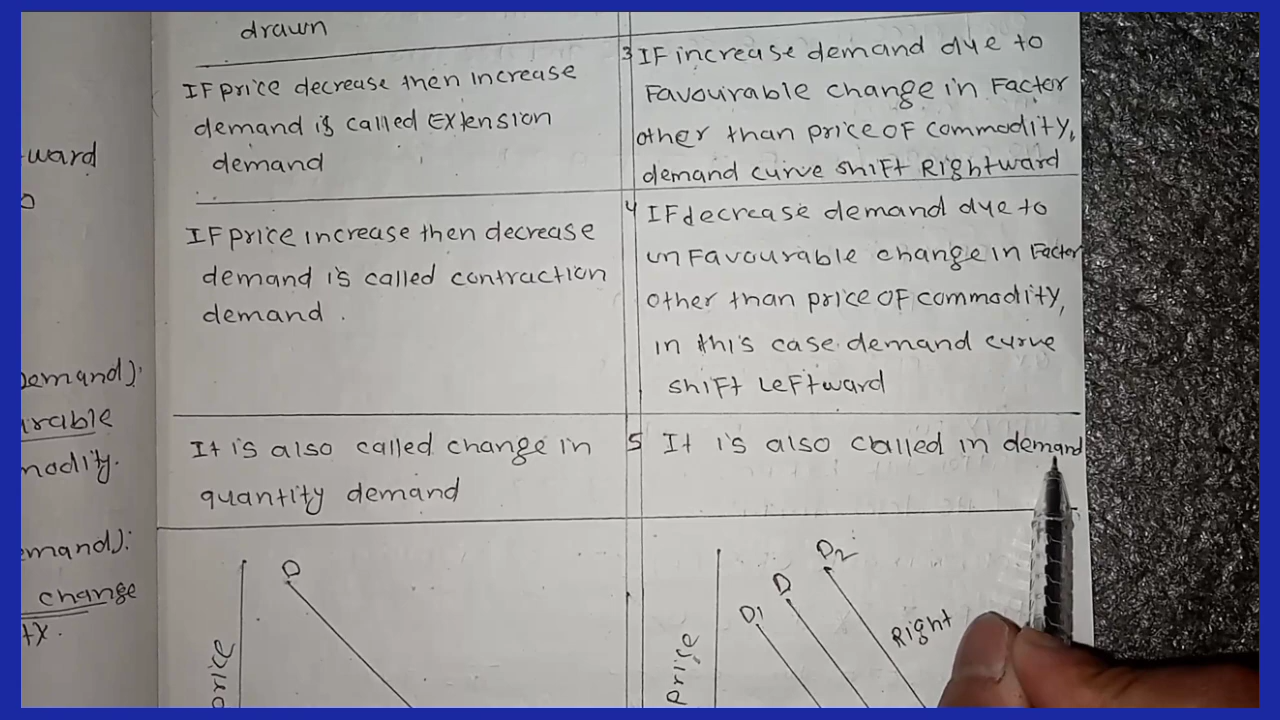 drawn
IF price decrease then increase
demand is called Extension
demand
IF price increase then decrease
demand is called contraction
demand.
It is also called change in
quantity demand
3 IF increase demand due to
Favourable change in Factor
other than price OF commodity,
demand curve shift Rightward
4 IF decrease demand due to
un Favourable change in Factor
other than price OF commodity,
in this case demand curve
shift Leftward
5 It is also called in demand
ward
emand):
rable
modity.
emand):
change
D
price
D1
D
D2
Right
price